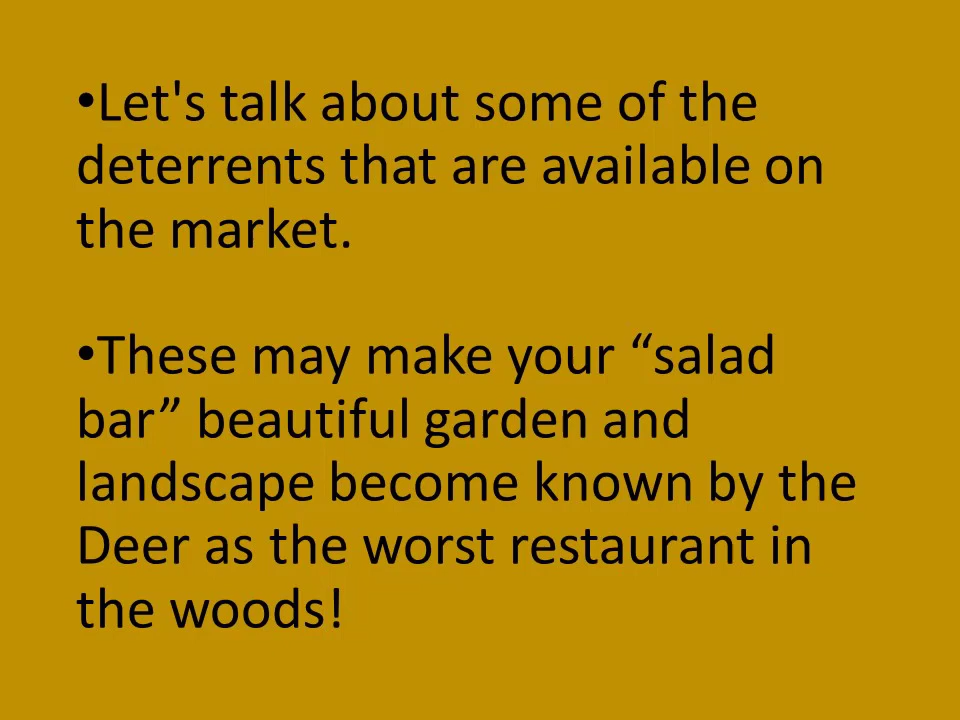 •Let's talk about some of the
deterrents that are available on
the market.
•These may make your “salad
bar” beautiful garden and
landscape become known by the
Deer as the worst restaurant in
the woods!